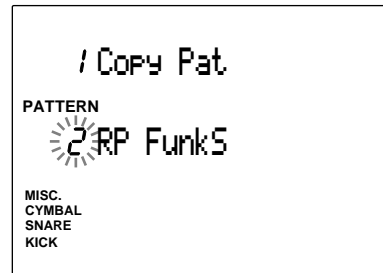 1 Copy Pat.
PATTERN
2 RP FunkS
MISC.
CYMBAL
SNARE
KICK